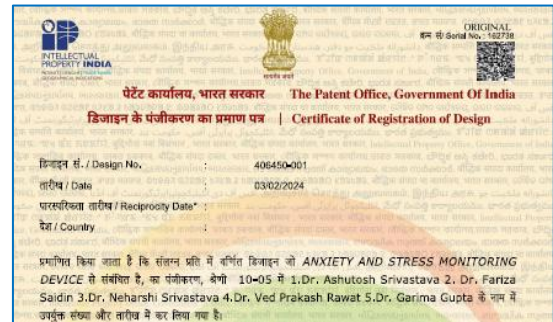 ORIGINAL
क्रम सं/ Serial No. : 162738
INTELLECTUAL
PROPERTY INDIA
पेटेंट कार्यालय, भारत सरकार The Patent Office, Government Of India
डिजाइन के पंजीकरण का प्रमाण पत्र | Certificate of Registration of Design
डिजाइन सं. / Design No. : 406450-001
तारीख / Date : 03/02/2024
पारस्परिकता तारीख / Reciprocity Date* :
देश / Country :
प्रमाणित किया जाता है कि संलग्न प्रति में वर्णित डिजाइन जो ANXIETY AND STRESS MONITORING
DEVICE से संबंधित है, का पंजीकरण, श्रेणी 10-05 में 1.Dr. Ashutosh Srivastava 2. Dr. Fariza
Saidin 3.Dr. Neharshi Srivastava 4.Dr. Ved Prakash Rawat 5.Dr. Garima Gupta के नाम में
उपर्युक्त संख्या और तारीख में कर लिया गया है।